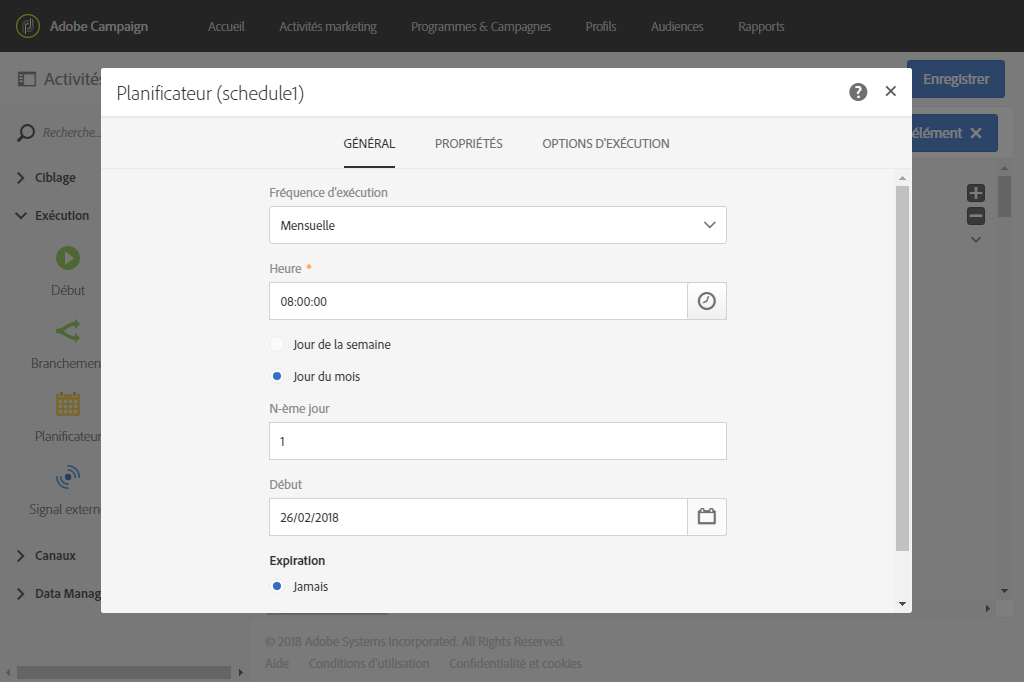 Adobe Campaign
Accueil
Activités marketing
Programmes & Campagnes
Profils
Audiences
Rapports
Activités
Enregistrer
Planificateur (schedule1)
Recherche...
élément
GÉNÉRAL
PROPRIÉTÉS
OPTIONS D'EXÉCUTION
Ciblage
Exécution
Début
Branchemen
Planificateur
Signal extern
Canaux
Data Manag
Fréquence d'exécution
Mensuelle
Heure *
08:00:00
Jour de la semaine
Jour du mois
N-ème jour
1
Début
26/02/2018
Expiration
Jamais
© 2018 Adobe Systems Incorporated. All Rights Reserved.
Aide
Conditions d'utilisation
Confidentialité et cookies